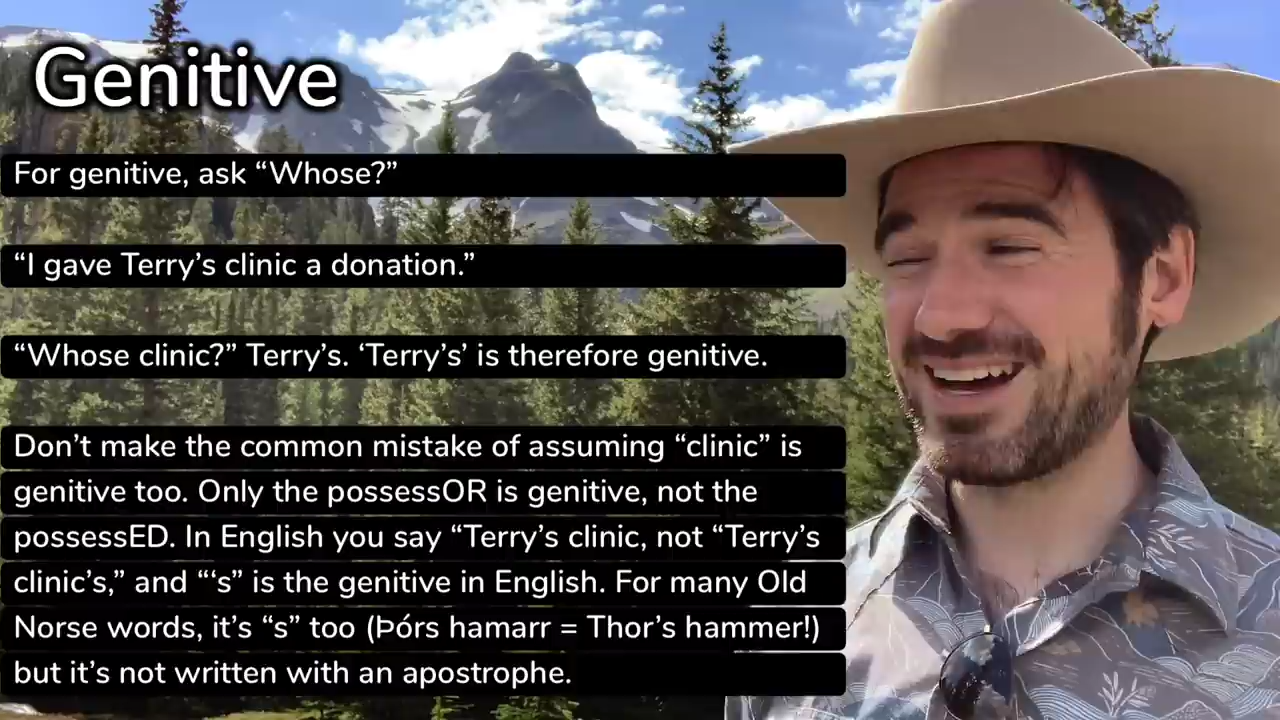 Genitive
For genitive, ask “Whose?”
“I gave Terry’s clinic a donation.”
“Whose clinic?” Terry’s. ‘Terry’s’ is therefore genitive.
Don’t make the common mistake of assuming “clinic” is
genitive too. Only the possessOR is genitive, not the
possessED. In English you say “Terry’s clinic, not “Terry’s
clinic’s,” and “‘s” is the genitive in English. For many Old
Norse words, it’s “s” too (Þórs hamarr = Thor’s hammer!)
but it’s not written with an apostrophe.